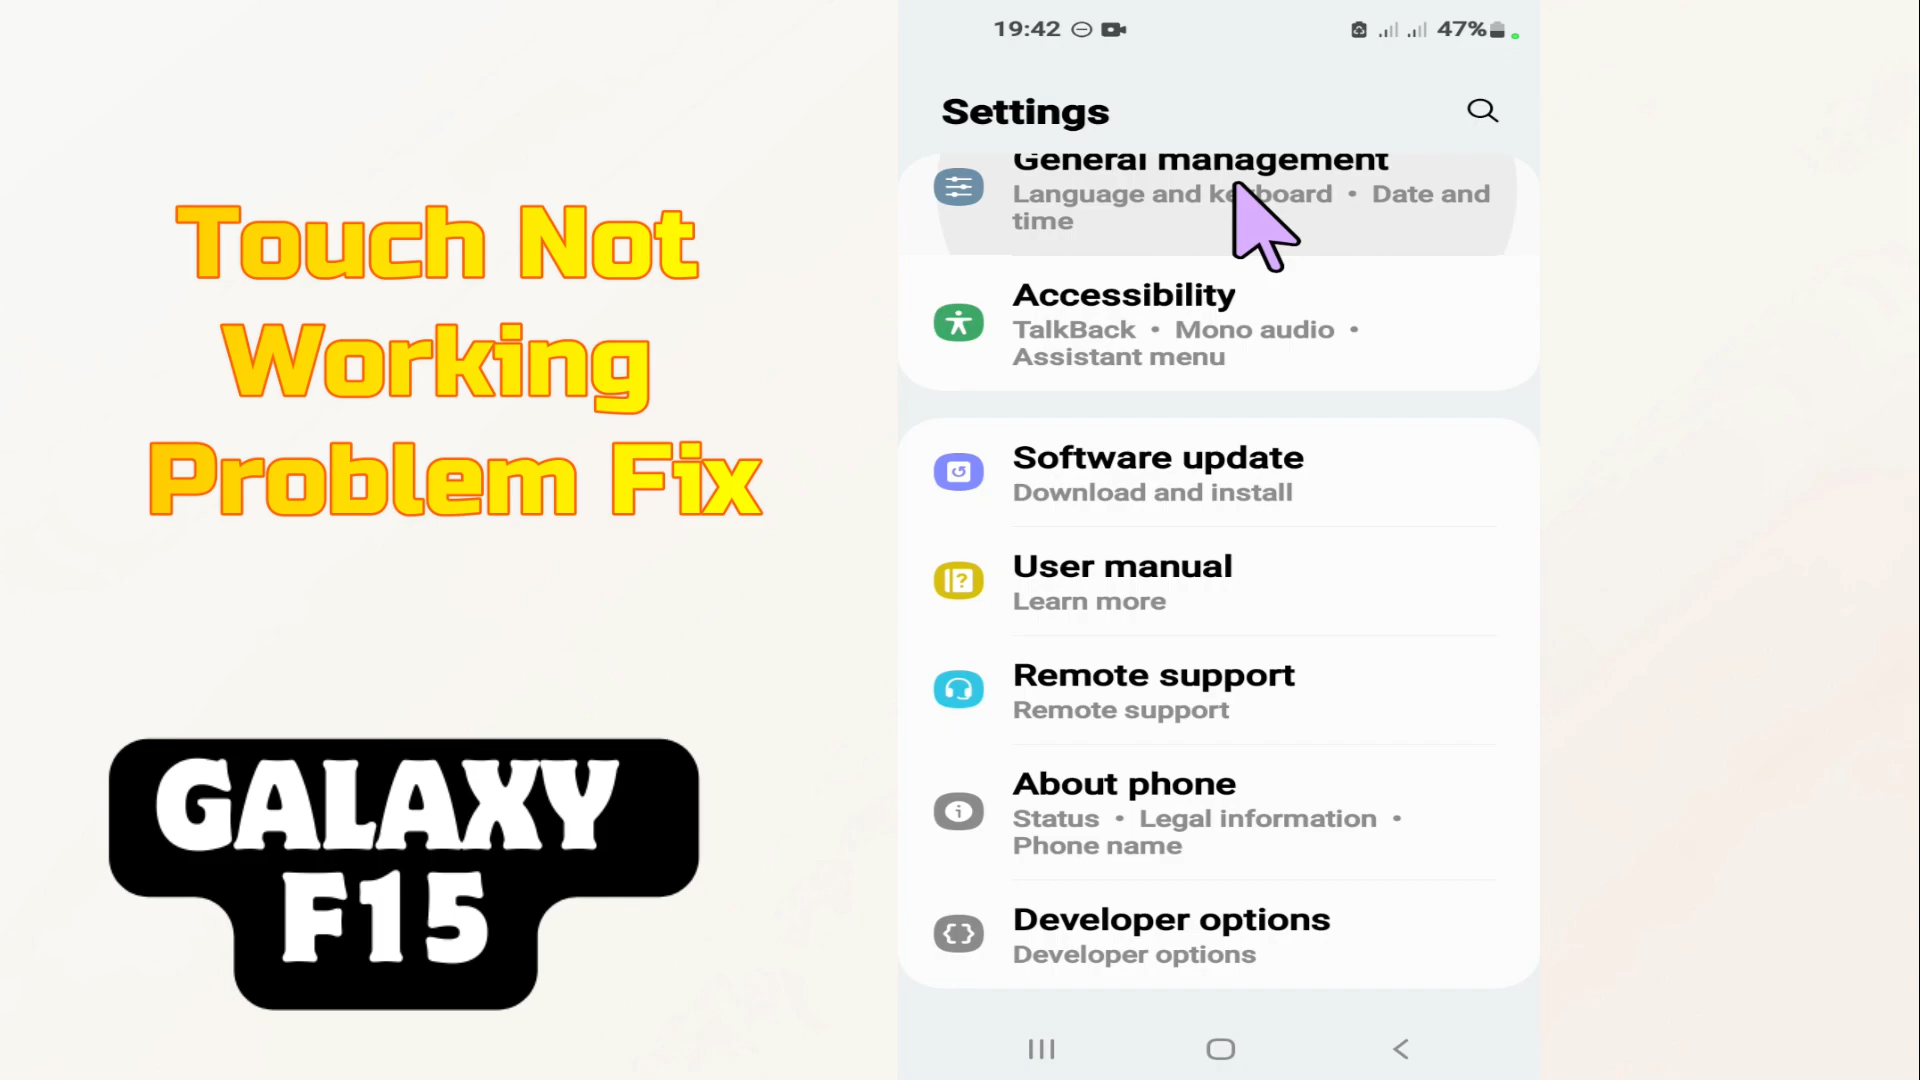 Touch Not
Working
Problem Fix
GALAXY
F15
19:42
47%
Settings
General management
Language and keyboard • Date and
time
Accessibility
TalkBack • Mono audio •
Assistant menu
Software update
Download and install
User manual
Learn more
Remote support
Remote support
About phone
Status • Legal information •
Phone name
Developer options
Developer options